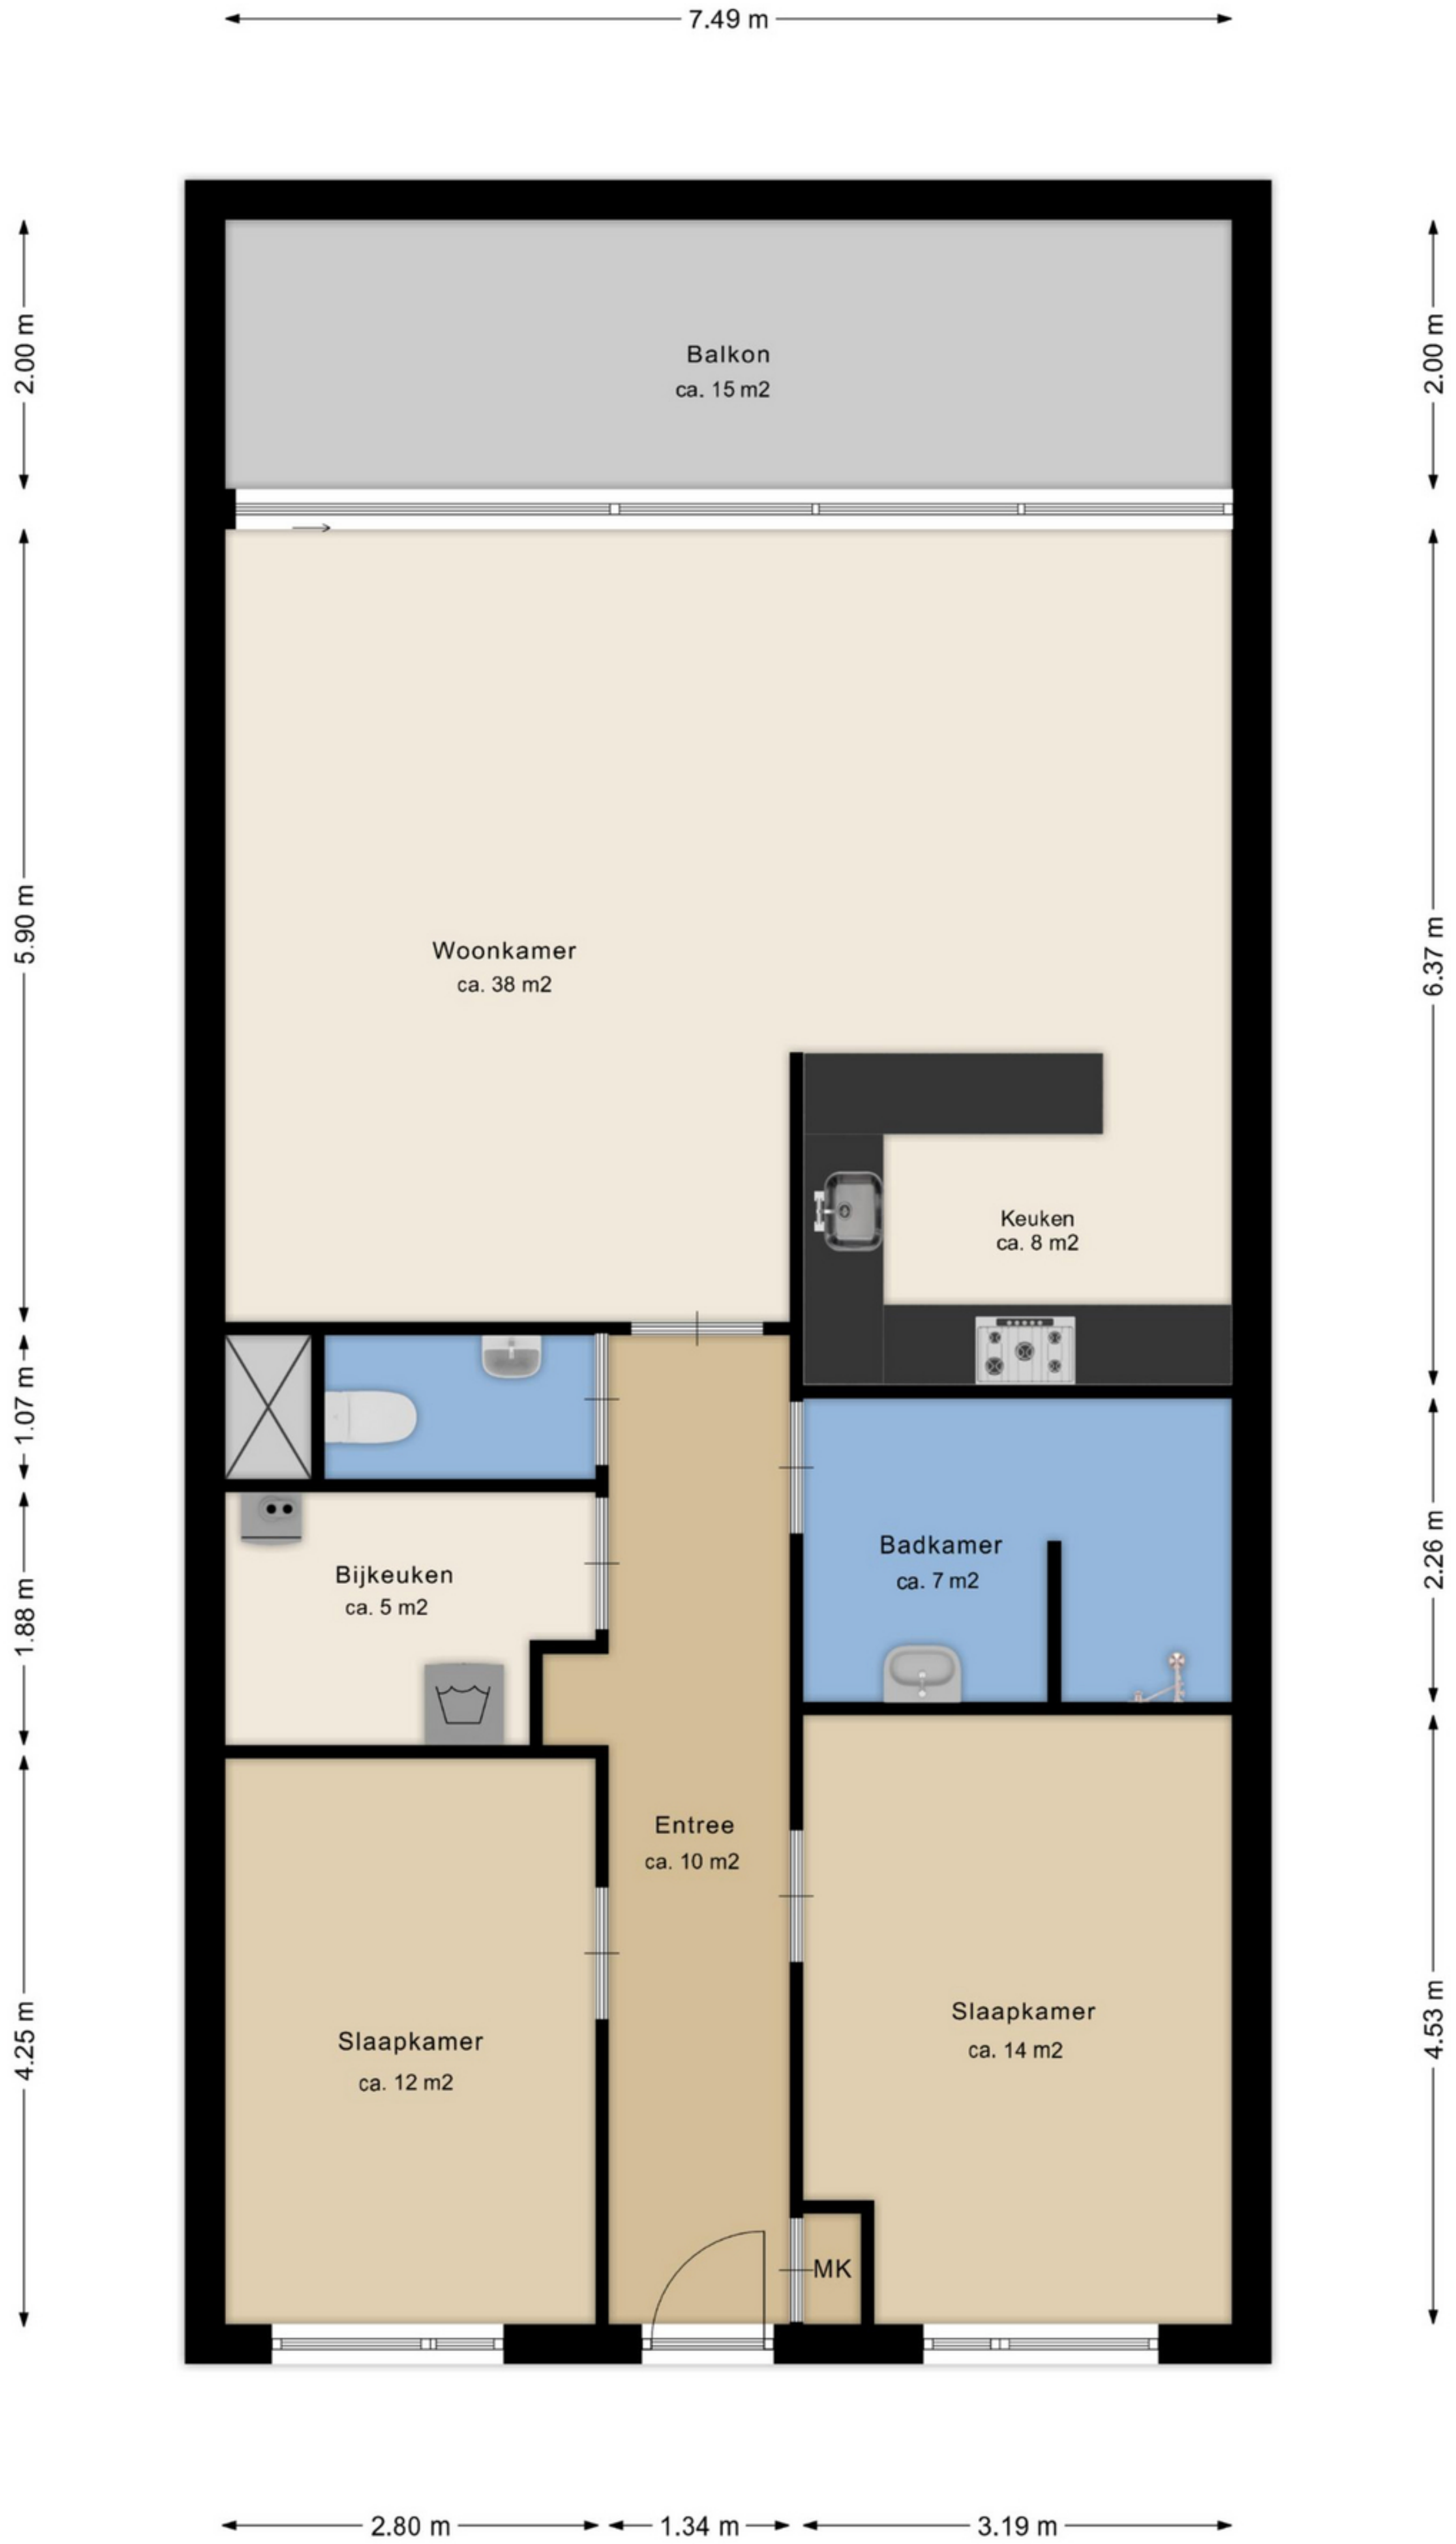 7.49 m
2.00 m
2.00 m
Balkon
ca. 15 m2
5.90 m
6.37 m
Woonkamer
ca. 38 m2
Keuken
ca. 8 m2
1.07 m
2.26 m
Badkamer
ca. 7 m2
1.88 m
Bijkeuken
ca. 5 m2
Entree
ca. 10 m2
4.25 m
4.53 m
Slaapkamer
ca. 14 m2
Slaapkamer
ca. 12 m2
MK
2.80 m
1.34 m
3.19 m